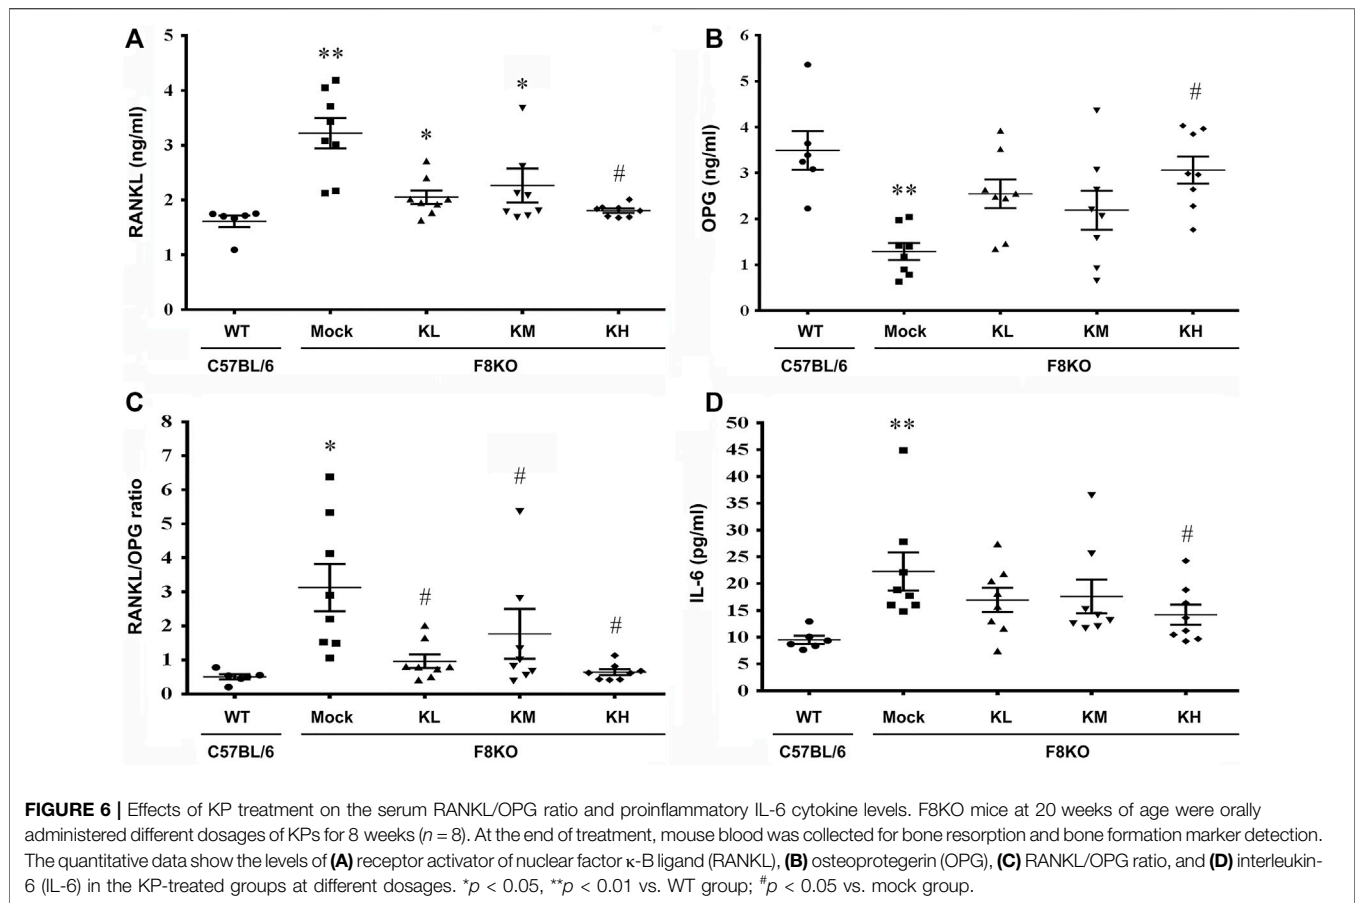 A
RANKL (ng/ml)
5
4
3
2
1
0
**
*
*
#
WT
Mock
KL
KM
KH
C57BL/6
F8KO
B
OPG (ng/ml)
6
5
4
3
2
1
0
**
#
WT
Mock
KL
KM
KH
C57BL/6
F8KO
C
RANKL/OPG ratio
8
7
6
5
4
3
2
1
0
*
#
#
#
WT
Mock
KL
KM
KH
C57BL/6
F8KO
D
IL-6 (pg/ml)
50
45
40
35
30
25
20
15
10
5
0
**
#
WT
Mock
KL
KM
KH
C57BL/6
F8KO
FIGURE 6 | Effects of KP treatment on the serum RANKL/OPG ratio and proinflammatory IL-6 cytokine levels. F8KO mice at 20 weeks of age were orally
administered different dosages of KPs for 8 weeks (n = 8). At the end of treatment, mouse blood was collected for bone resorption and bone formation marker detection.
The quantitative data show the levels of (A) receptor activator of nuclear factor κ-B ligand (RANKL), (B) osteoprotegerin (OPG), (C) RANKL/OPG ratio, and (D) interleukin-
6 (IL-6) in the KP-treated groups at different dosages. *p < 0.05, **p < 0.01 vs. WT group; #p < 0.05 vs. mock group.